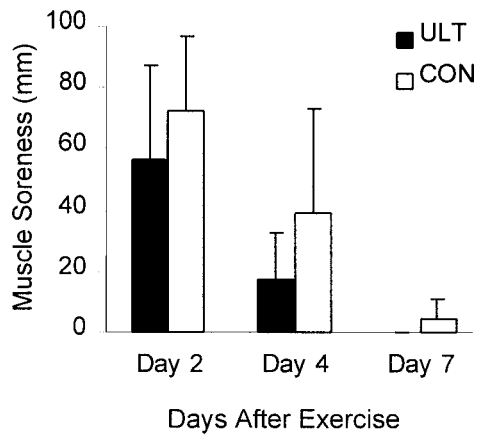 Muscle Soreness (mm)
100
80
60
40
20
0
ULT
CON
Day 2
Day 4
Day 7
Days After Exercise